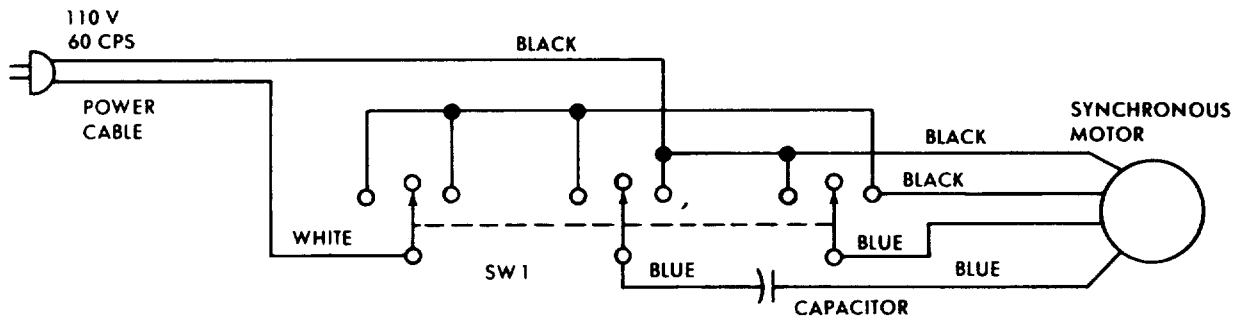 110 V
60 CPS
BLACK
POWER
CABLE
SYNCHRONOUS
MOTOR
BLACK
BLACK
WHITE
BLUE
SW 1
BLUE
BLUE
CAPACITOR